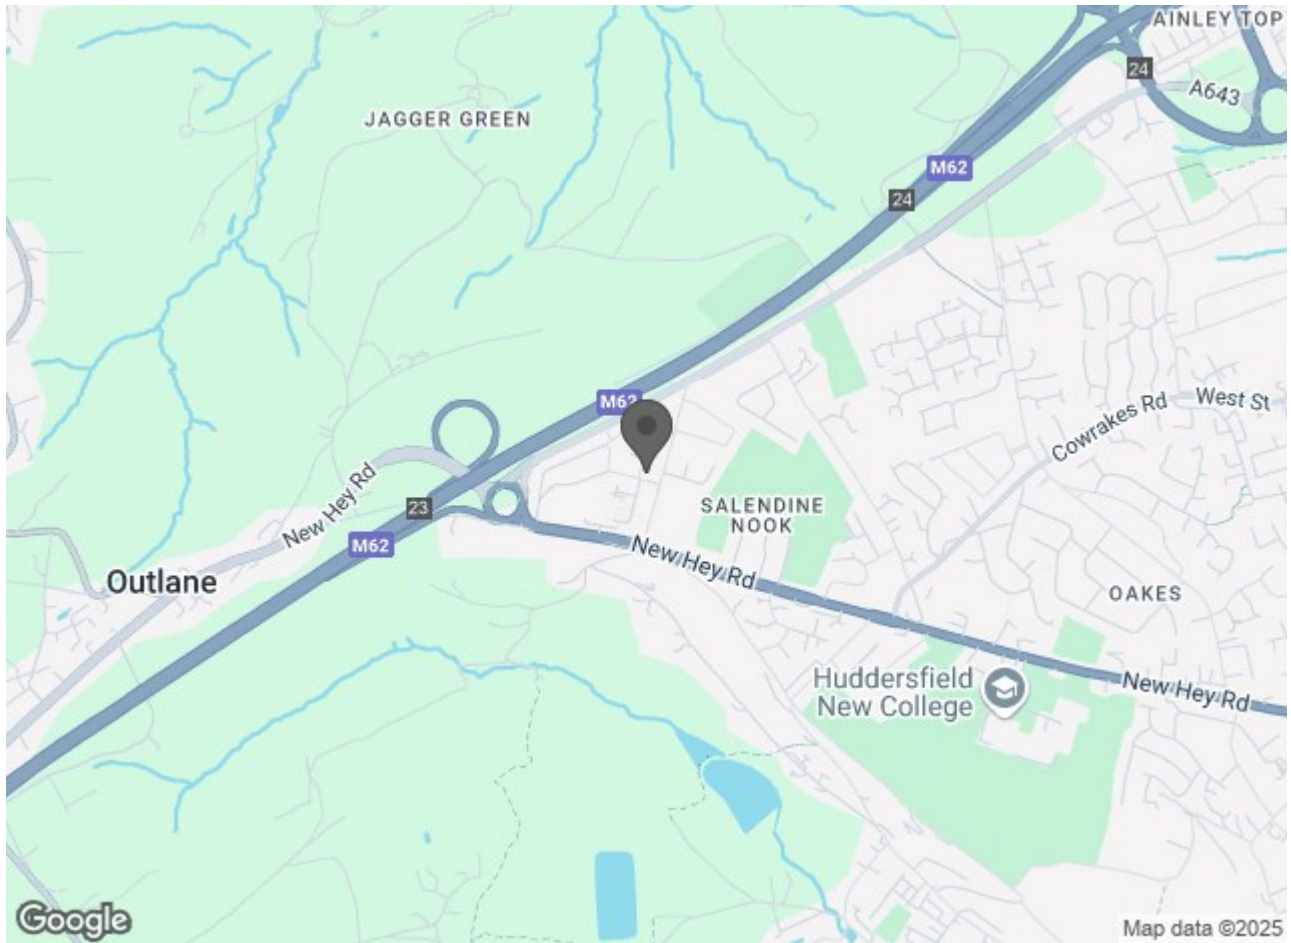 AINLEY TOP
24
A643
JAGGER GREEN
M62
24
West St
Cowrakes Rd
M62
New Hey Rd
23
SALENDINE
NOOK
M62
New Hey Rd
Outlane
OAKES
Huddersfield
New College
New Hey Rd
Google
Map data ©2025